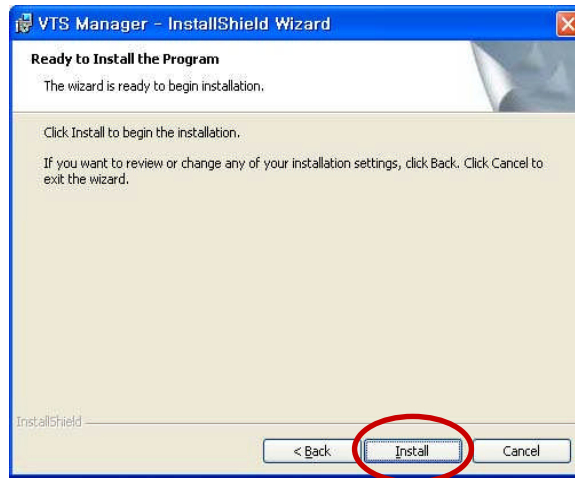 VTS Manager - InstallShield Wizard
Ready to Install the Program
The wizard is ready to begin installation.
Click Install to begin the installation.
If you want to review or change any of your installation settings, click Back. Click Cancel to
exit the wizard.
InstallShield
< Back Install Cancel